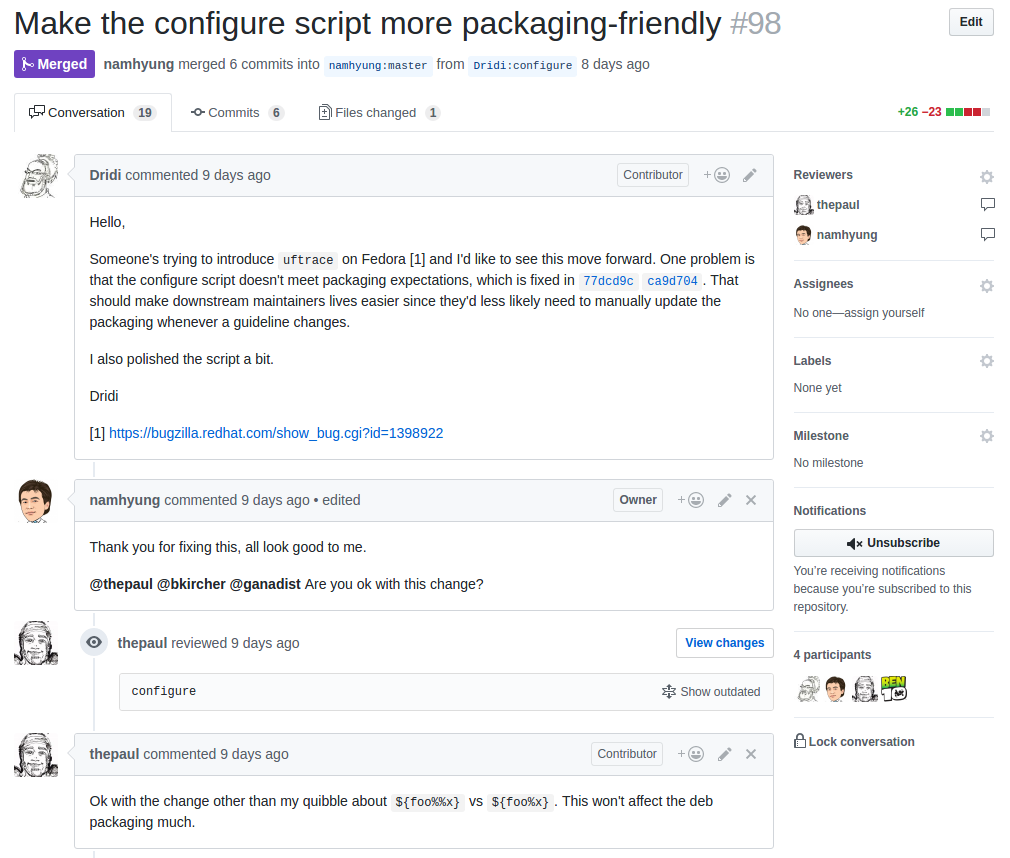 Make the configure script more packaging-friendly #98
Edit
Merged namhyung merged 6 commits into namhyung:master from Dridi:configure 8 days ago
Conversation 19 Commits 6 Files changed 1 +26 −23
Dridi commented 9 days ago Contributor
Hello,
Someone's trying to introduce uftrace on Fedora [1] and I'd like to see this move forward. One problem is
that the configure script doesn't meet packaging expectations, which is fixed in 77dcd9c ca9d704 . That
should make downstream maintainers lives easier since they'd less likely need to manually update the
packaging whenever a guideline changes.
I also polished the script a bit.
Dridi
[1] https://bugzilla.redhat.com/show_bug.cgi?id=1398922
namhyung commented 9 days ago • edited Owner
Thank you for fixing this, all look good to me.
@thepaul @bkircher @ganadist Are you ok with this change?
thepaul reviewed 9 days ago View changes
configure Show outdated
thepaul commented 9 days ago Contributor
Ok with the change other than my quibble about ${foo%%x} vs ${foo%x} . This won't affect the deb
packaging much.
Reviewers
thepaul
namhyung
Assignees
No one—assign yourself
Labels
None yet
Milestone
No milestone
Notifications
Unsubscribe
You're receiving notifications
because you're subscribed to this
repository.
4 participants
BEN
10
Lock conversation